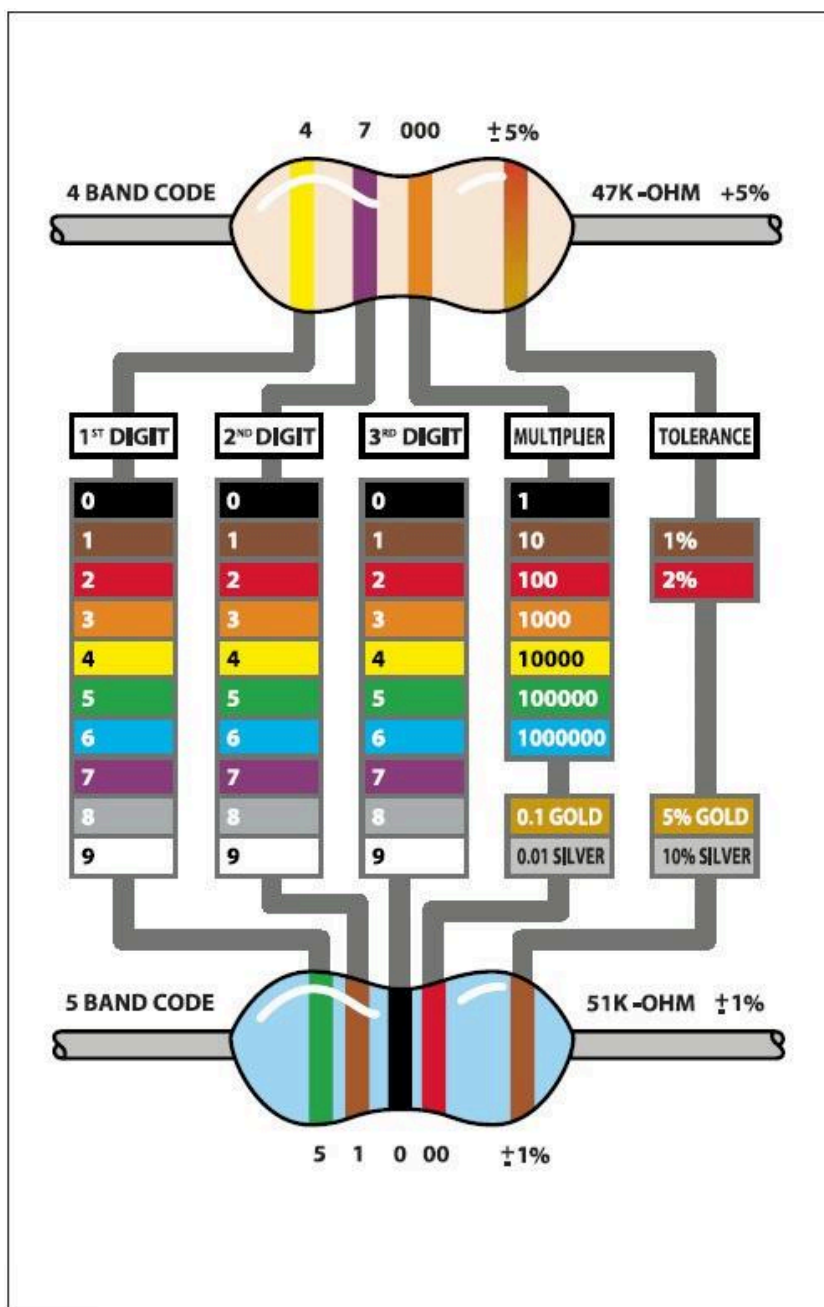 4 7 000 ±5%
4 BAND CODE 47K-OHM +5%
1ST DIGIT 2ND DIGIT 3RD DIGIT MULTIPLIER TOLERANCE
0 0 0 1
1 1 1 10 1%
2 2 2 100 2%
3 3 3 1000
4 4 4 10000
5 5 5 100000
6 6 6 1000000
7 7 7
8 8 8 0.1 GOLD 5% GOLD
9 9 9 0.01 SILVER 10% SILVER
5 BAND CODE 51K-OHM ±1%
5 1 0 00 ±1%